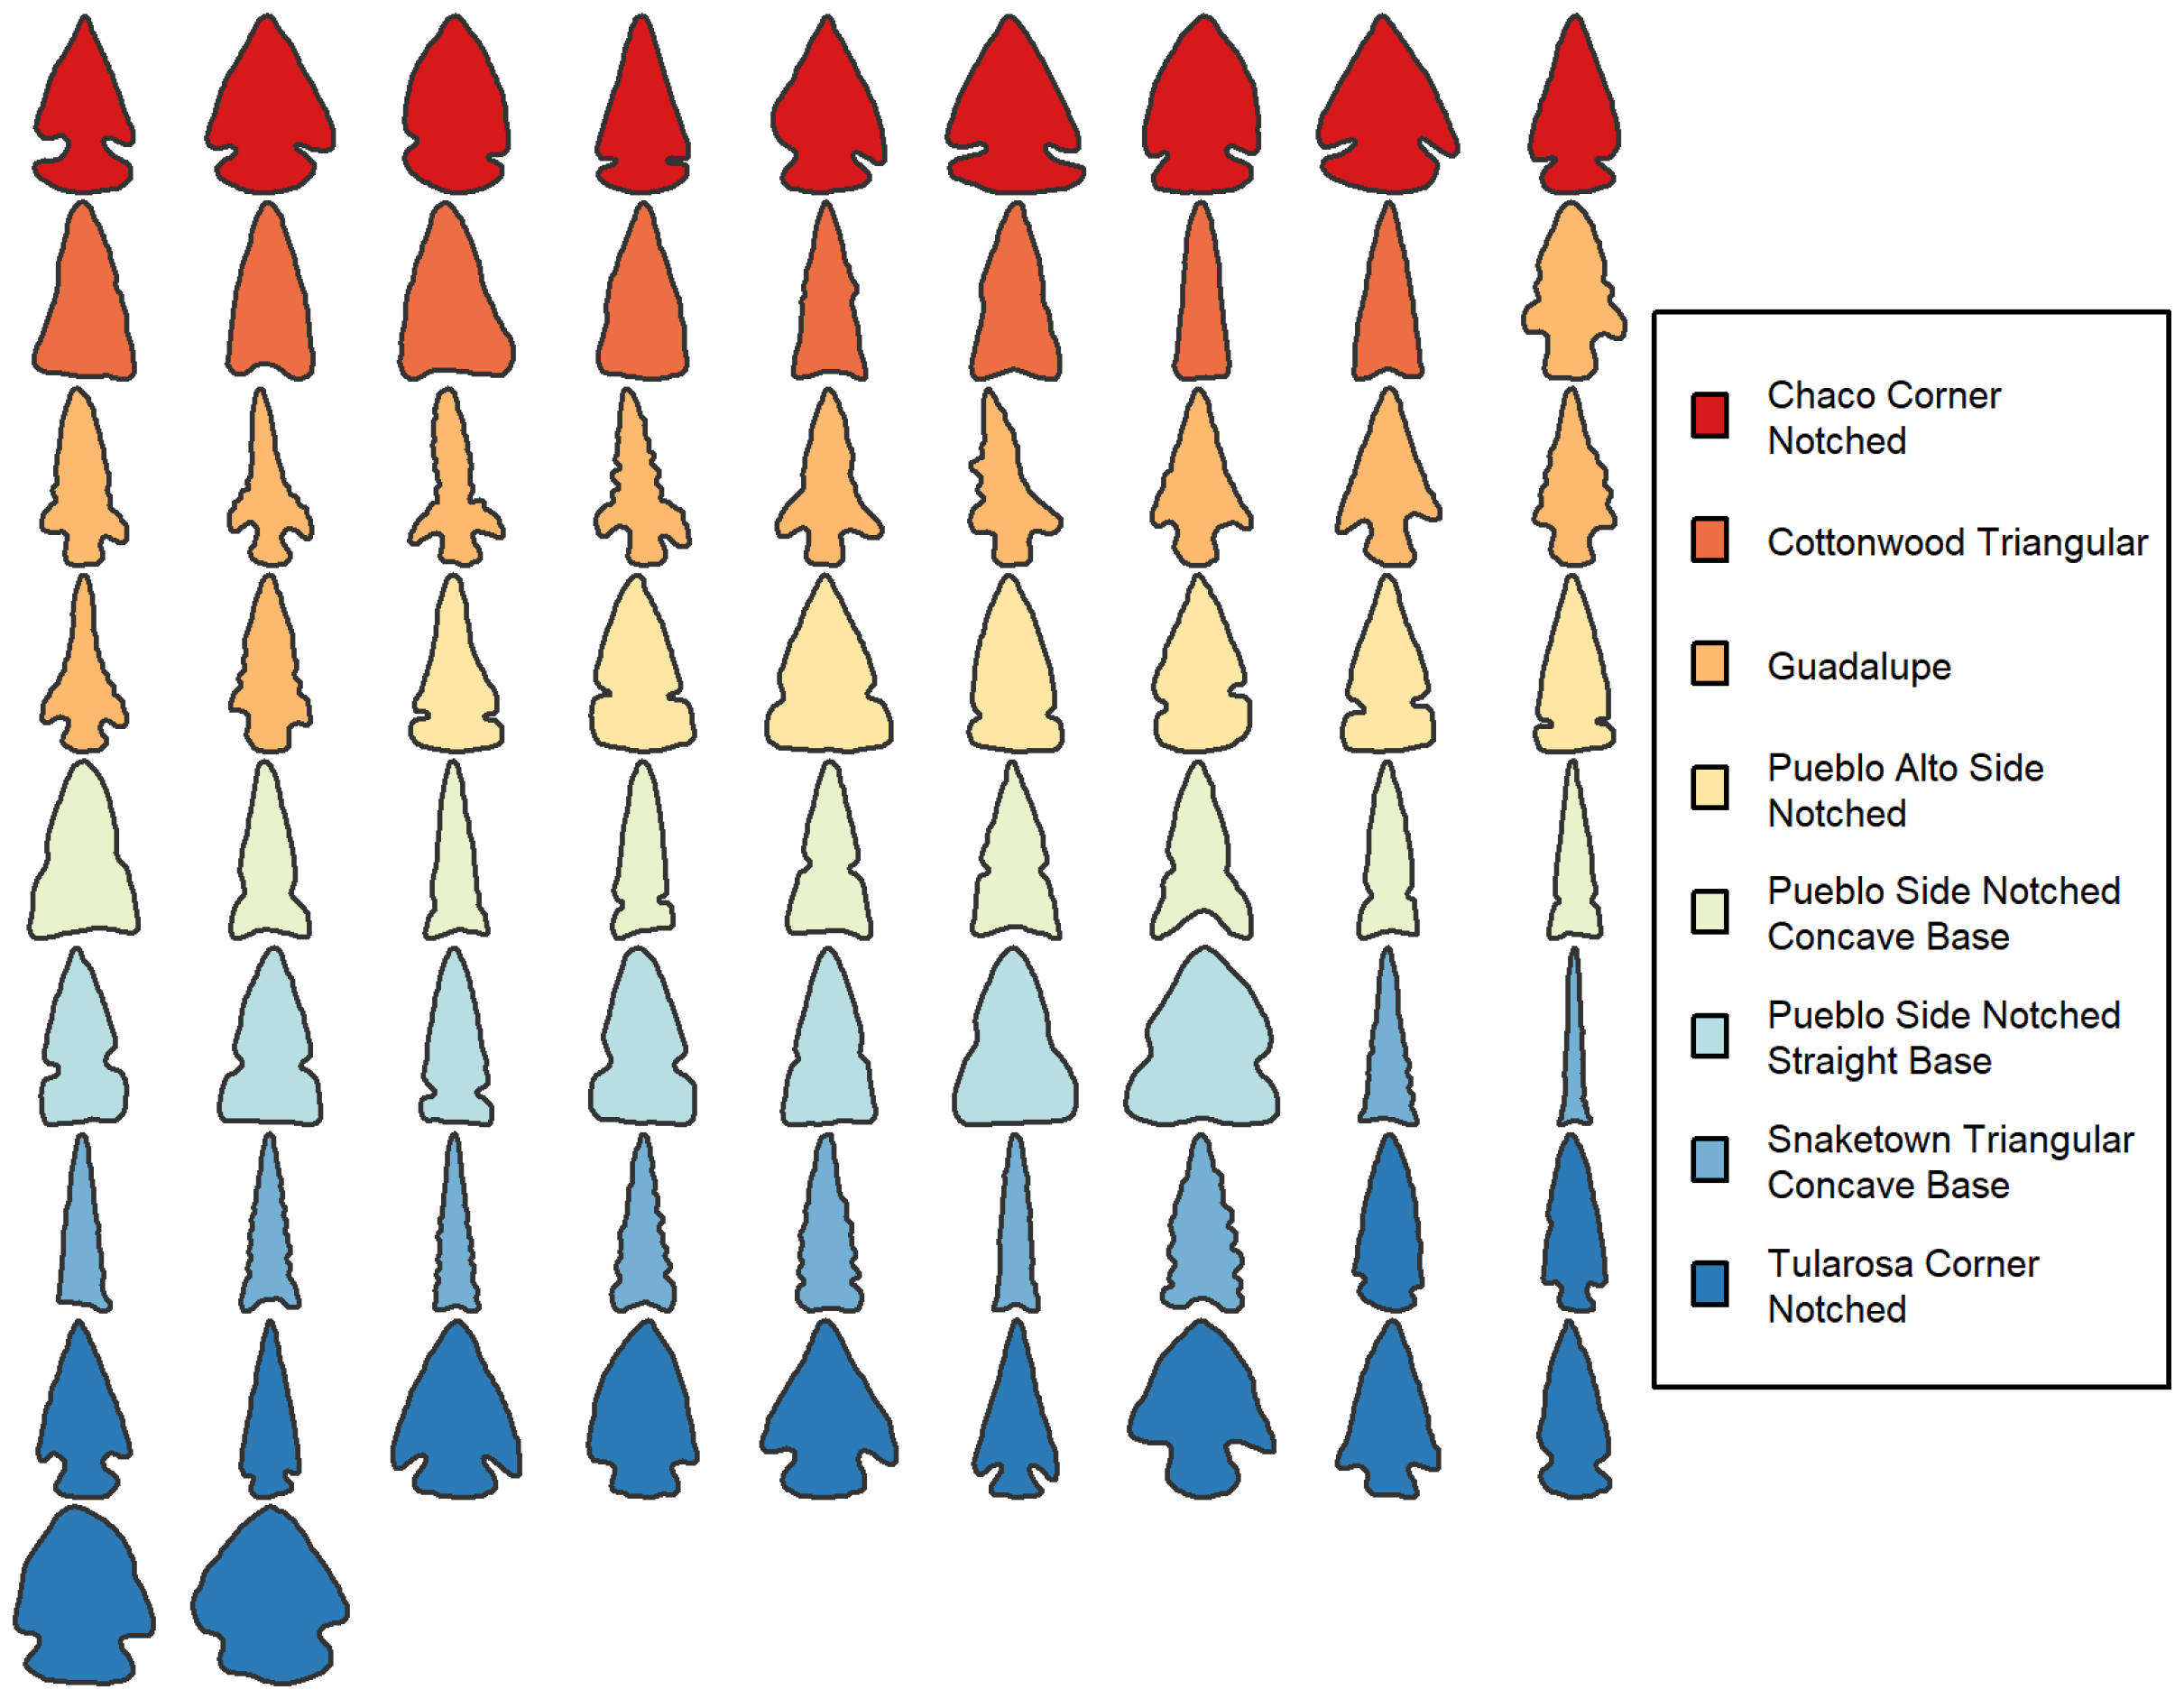 Chaco Corner
Notched
Cottonwood Triangular
Guadalupe
Pueblo Alto Side
Notched
Pueblo Side Notched
Concave Base
Pueblo Side Notched
Straight Base
Snaketown Triangular
Concave Base
Tularosa Corner
Notched